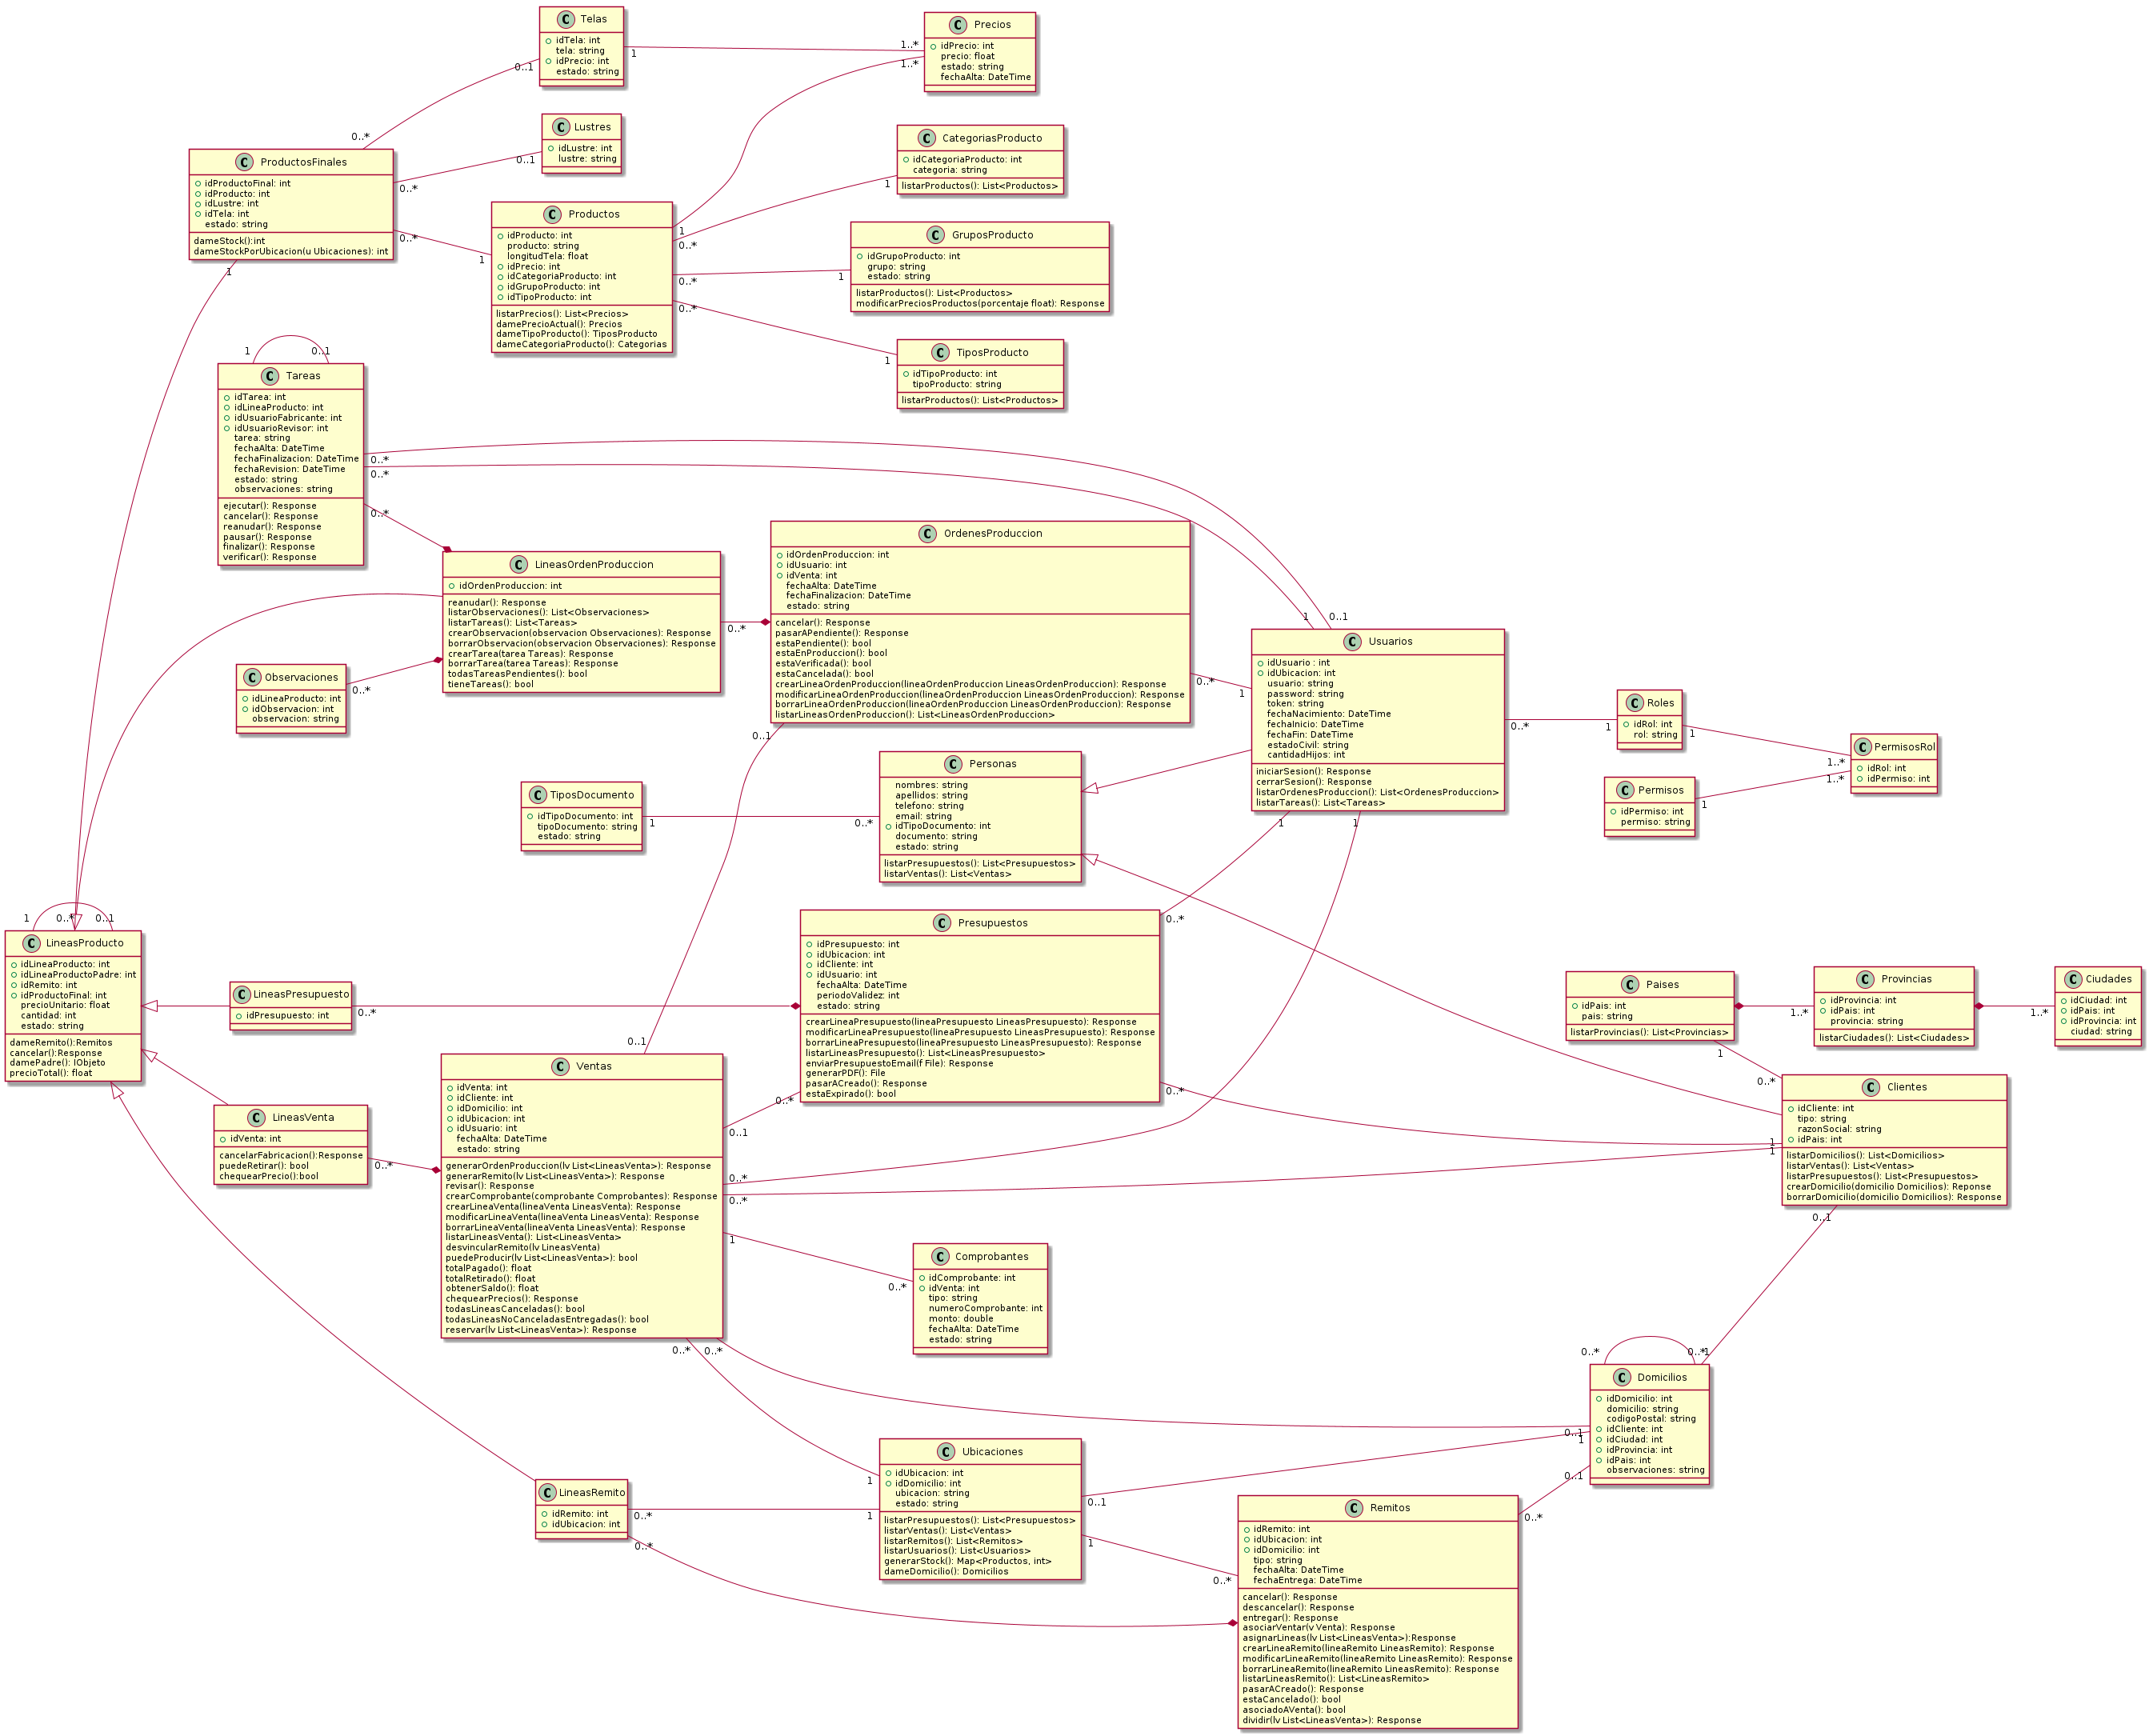 Telas
idTela: int
tela: string
idPrecio: int
estado: string
1
0..1
Precios
idPrecio: int
precio: float
estado: string
fechaAlta: DateTime
1..*
1..*
Lustres
idLustre: int
lustre: string
0..1
ProductosFinales
idProductoFinal: int
idProducto: int
idLustre: int
idTela: int
estado: string
dameStock():int
dameStockPorUbicacion(u Ubicaciones): int
0..*
0..*
0..*
1
CategoriasProducto
idCategoriaProducto: int
categoria: string
listarProductos(): List<Productos>
1
Productos
idProducto: int
producto: string
longitudTela: float
idPrecio: int
idCategoriaProducto: int
idGrupoProducto: int
idTipoProducto: int
listarPrecios(): List<Precios>
damePrecioActual(): Precios
dameTipoProducto(): TiposProducto
dameCategoriaProducto(): Categorias
1
1
0..*
0..*
0..*
GruposProducto
idGrupoProducto: int
grupo: string
estado: string
listarProductos(): List<Productos>
modificarPreciosProductos(porcentaje float): Response
1
TiposProducto
idTipoProducto: int
tipoProducto: string
listarProductos(): List<Productos>
1
Tareas
idTarea: int
idLineaProducto: int
idUsuarioFabricante: int
idUsuarioRevisor: int
tarea: string
fechaAlta: DateTime
fechaFinalizacion: DateTime
fechaRevision: DateTime
estado: string
observaciones: string
ejecutar(): Response
cancelar(): Response
reanudar(): Response
pausar(): Response
finalizar(): Response
verificar(): Response
1
0..1
0..*
0..*
0..*
LineasOrdenProduccion
idOrdenProduccion: int
reanudar(): Response
listarObservaciones(): List<Observaciones>
listarTareas(): List<Tareas>
crearObservacion(observacion Observaciones): Response
borrarObservacion(observacion Observaciones): Response
crearTarea(tarea Tareas): Response
borrarTarea(tarea Tareas): Response
todasTareasPendientes(): bool
tieneTareas(): bool
0..*
OrdenesProduccion
idOrdenProduccion: int
idUsuario: int
idVenta: int
fechaAlta: DateTime
fechaFinalizacion: DateTime
estado: string
cancelar(): Response
pasarAPendiente(): Response
estaPendiente(): bool
estaEnProduccion(): bool
estaVerificada(): bool
estaCancelada(): bool
crearLineaOrdenProduccion(lineaOrdenProduccion LineasOrdenProduccion): Response
modificarLineaOrdenProduccion(lineaOrdenProduccion LineasOrdenProduccion): Response
borrarLineaOrdenProduccion(lineaOrdenProduccion LineasOrdenProduccion): Response
listarLineasOrdenProduccion(): List<LineasOrdenProduccion>
0..1
0..*
Observaciones
idLineaProducto: int
idObservacion: int
observacion: string
0..*
Usuarios
idUsuario : int
idUbicacion: int
usuario: string
password: string
token: string
fechaNacimiento: DateTime
fechaInicio: DateTime
fechaFin: DateTime
estadoCivil: string
cantidadHijos: int
iniciarSesion(): Response
cerrarSesion(): Response
listarOrdenesProduccion(): List<OrdenesProduccion>
listarTareas(): List<Tareas>
1
0..1
1
1
1
0..*
Roles
idRol: int
rol: string
1
1
PermisosRol
idRol: int
idPermiso: int
1..*
1..*
Permisos
idPermiso: int
permiso: string
1
TiposDocumento
idTipoDocumento: int
tipoDocumento: string
estado: string
1
Personas
nombres: string
apellidos: string
telefono: string
email: string
idTipoDocumento: int
documento: string
estado: string
listarPresupuestos(): List<Presupuestos>
listarVentas(): List<Ventas>
0..*
LineasProducto
idLineaProducto: int
idLineaProductoPadre: int
idRemito: int
idProductoFinal: int
precioUnitario: float
cantidad: int
estado: string
dameRemito():Remitos
cancelar():Response
damePadre(): IObjeto
precioTotal(): float
1
0..*
0..1
LineasPresupuesto
idPresupuesto: int
0..*
Presupuestos
idPresupuesto: int
idUbicacion: int
idCliente: int
idUsuario: int
fechaAlta: DateTime
periodoValidez: int
estado: string
crearLineaPresupuesto(lineaPresupuesto LineasPresupuesto): Response
modificarLineaPresupuesto(lineaPresupuesto LineasPresupuesto): Response
borrarLineaPresupuesto(lineaPresupuesto LineasPresupuesto): Response
listarLineasPresupuesto(): List<LineasPresupuesto>
enviarPresupuestoEmail(f File): Response
generarPDF(): File
pasarACreado(): Response
estaExpirado(): bool
0..*
0..*
0..*
Paises
idPais: int
pais: string
listarProvincias(): List<Provincias>
1
Provincias
idProvincia: int
idPais: int
provincia: string
listarCiudades(): List<Ciudades>
1..*
Ciudades
idCiudad: int
idPais: int
idProvincia: int
ciudad: string
1..*
Clientes
idCliente: int
tipo: string
razonSocial: string
idPais: int
listarDomicilios(): List<Domicilios>
listarVentas(): List<Ventas>
listarPresupuestos(): List<Presupuestos>
crearDomicilio(domicilio Domicilios): Reponse
borrarDomicilio(domicilio Domicilios): Response
0..*
1
1
0..1
LineasVenta
idVenta: int
cancelarFabricacion():Response
puedeRetirar(): bool
chequearPrecio():bool
0..*
Ventas
idVenta: int
idCliente: int
idDomicilio: int
idUbicacion: int
idUsuario: int
fechaAlta: DateTime
estado: string
generarOrdenProduccion(lv List<LineasVenta>): Response
generarRemito(lv List<LineasVenta>): Response
revisar(): Response
crearComprobante(comprobante Comprobantes): Response
crearLineaVenta(lineaVenta LineasVenta): Response
modificarLineaVenta(lineaVenta LineasVenta): Response
borrarLineaVenta(lineaVenta LineasVenta): Response
listarLineasVenta(): List<LineasVenta>
desvincularRemito(lv LineasVenta)
puedeProducir(lv List<LineasVenta>): bool
totalPagado(): float
totalRetirado(): float
obtenerSaldo(): float
chequearPrecios(): Response
todasLineasCanceladas(): bool
todasLineasNoCanceladasEntregadas(): bool
reservar(lv List<LineasVenta>): Response
0..1
0..1
0..*
0..*
1
0..*
0..*
Comprobantes
idComprobante: int
idVenta: int
tipo: string
numeroComprobante: int
monto: double
fechaAlta: DateTime
estado: string
0..*
Domicilios
idDomicilio: int
domicilio: string
codigoPostal: string
idCliente: int
idCiudad: int
idProvincia: int
idPais: int
observaciones: string
0..*
0..*
1
0..1
1
0..1
Ubicaciones
idUbicacion: int
idDomicilio: int
ubicacion: string
estado: string
listarPresupuestos(): List<Presupuestos>
listarVentas(): List<Ventas>
listarRemitos(): List<Remitos>
listarUsuarios(): List<Usuarios>
generarStock(): Map<Productos, int>
dameDomicilio(): Domicilios
1
1
0..1
1
LineasRemito
idRemito: int
idUbicacion: int
0..*
0..*
Remitos
idRemito: int
idUbicacion: int
idDomicilio: int
tipo: string
fechaAlta: DateTime
fechaEntrega: DateTime
cancelar(): Response
descancelar(): Response
entregar(): Response
asociarVentar(v Venta): Response
asignarLineas(lv List<LineasVenta>):Response
crearLineaRemito(lineaRemito LineasRemito): Response
modificarLineaRemito(lineaRemito LineasRemito): Response
borrarLineaRemito(lineaRemito LineasRemito): Response
listarLineasRemito(): List<LineasRemito>
pasarACreado(): Response
estaCancelado(): bool
asociadoAVenta(): bool
dividir(lv List<LineasVenta>): Response
0..*
0..*